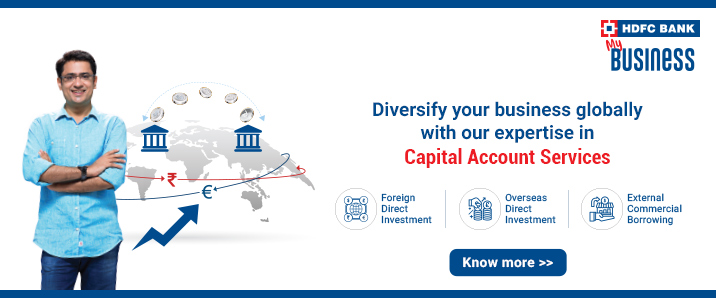 HDFC BANK
My
BUSINESS
Diversify your business globally
with our expertise in
Capital Account Services
₹
€
Foreign
Direct
Investment
Overseas
Direct
Investment
External
Commercial
Borrowing
Know more >>